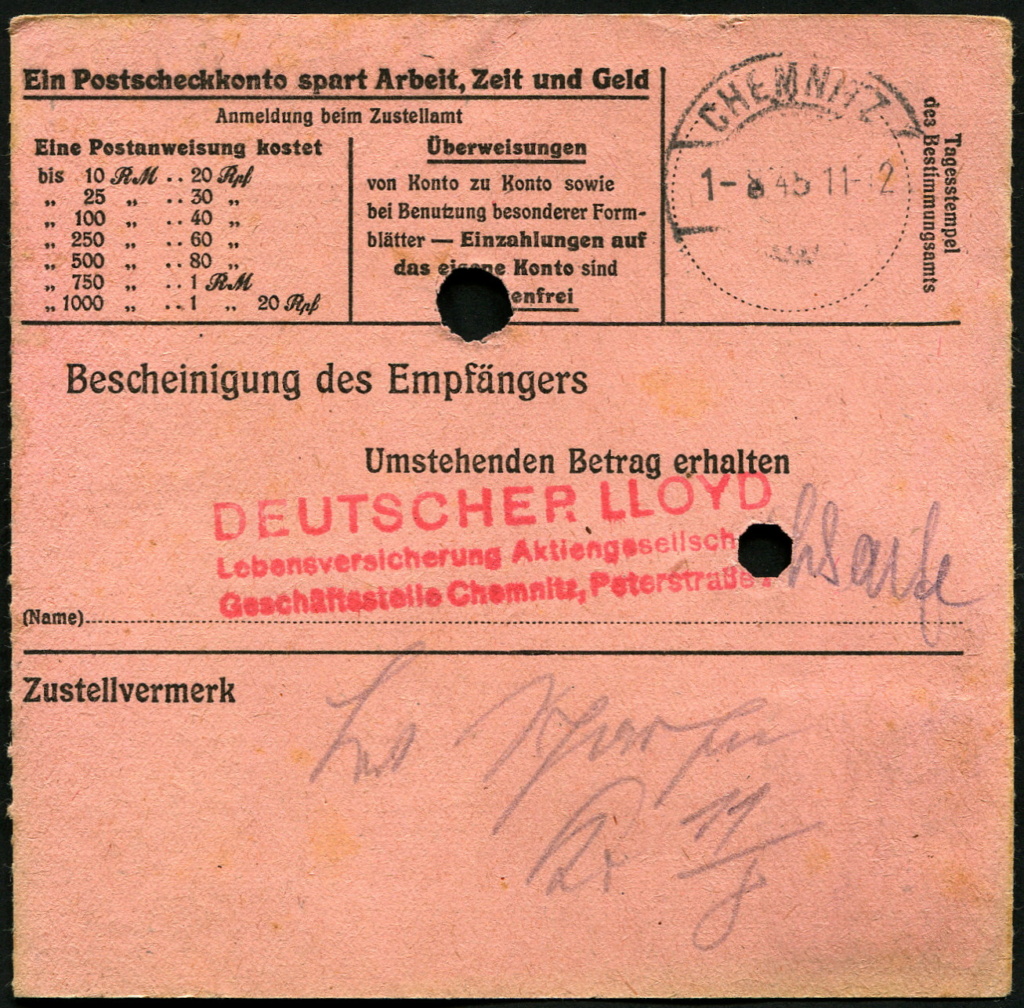 Ein Postscheckkonto spart Arbeit, Zeit und Geld
Anmeldung beim Zustellamt
Eine Postanweisung kostet
bis 10 RM .. 20 Rpf
„ 25 „ .. 30 „
„ 100 „ .. 40 „
„ 250 „ .. 60 „
„ 500 „ .. 80 „
„ 750 „ .. 1 RM
„ 1000 „ .. 1 „ 20 Rpf
Überweisungen
von Konto zu Konto sowie
bei Benutzung besonderer Form-
blätter — Einzahlungen auf
das eigene Konto sind
enfrei
CHEMNITZ
1-8 45 11-12
Tagesstempel
des Bestimmungsamts
Bescheinigung des Empfängers
Umstehenden Betrag erhalten
DEUTSCHER LLOYD
Lebensversicherung Aktiengesellsch
Geschäftsstelle Chemnitz, Peterstraße
(Name)
Zustellvermerk